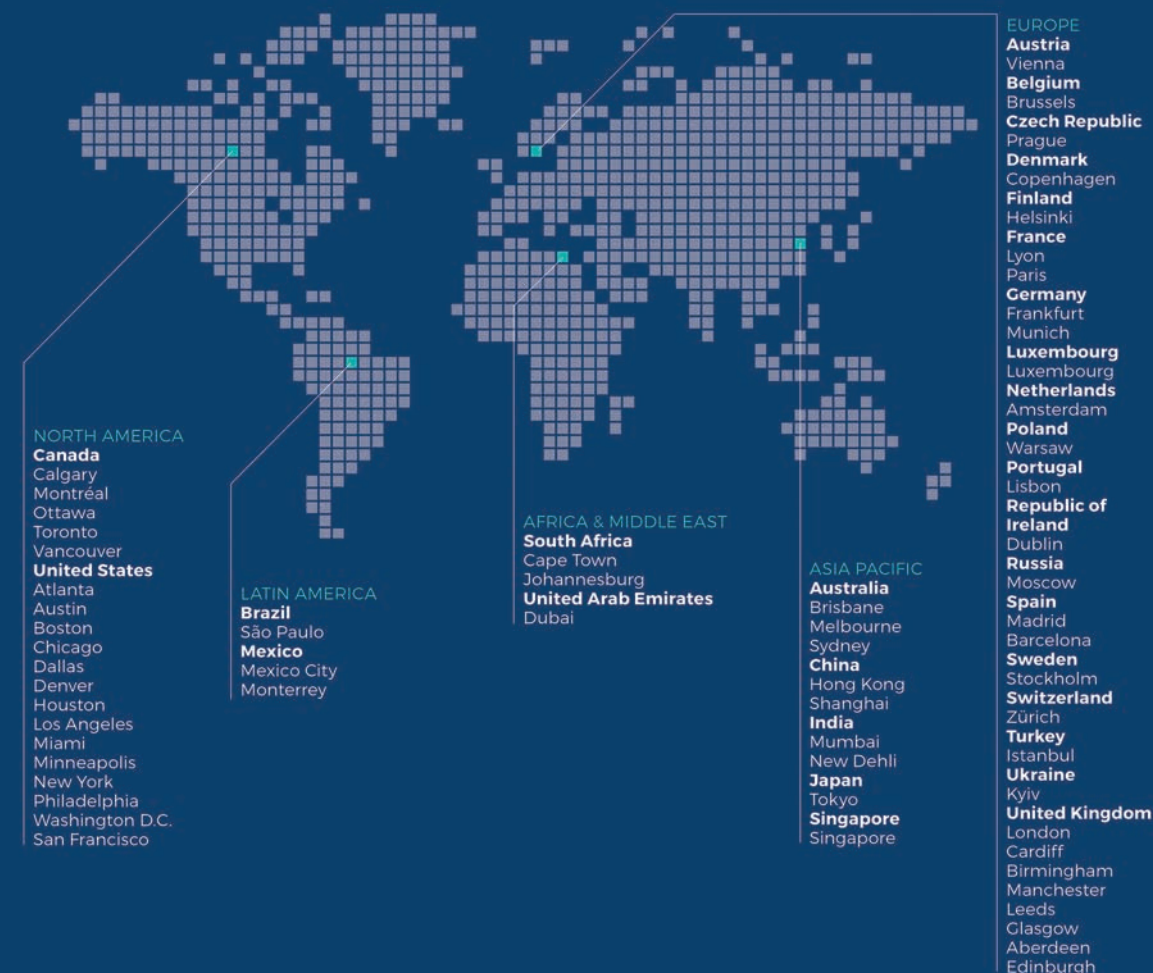 NORTH AMERICA
Canada
Calgary
Montréal
Ottawa
Toronto
Vancouver
United States
Atlanta
Austin
Boston
Chicago
Dallas
Denver
Houston
Los Angeles
Miami
Minneapolis
New York
Philadelphia
Washington D.C.
San Francisco
LATIN AMERICA
Brazil
São Paulo
Mexico
Mexico City
Monterrey
AFRICA & MIDDLE EAST
South Africa
Cape Town
Johannesburg
United Arab Emirates
Dubai
ASIA PACIFIC
Australia
Brisbane
Melbourne
Sydney
China
Hong Kong
Shanghai
India
Mumbai
New Dehli
Japan
Tokyo
Singapore
Singapore
EUROPE
Austria
Vienna
Belgium
Brussels
Czech Republic
Prague
Denmark
Copenhagen
Finland
Helsinki
France
Lyon
Paris
Germany
Frankfurt
Munich
Luxembourg
Luxembourg
Netherlands
Amsterdam
Poland
Warsaw
Portugal
Lisbon
Republic of
Ireland
Dublin
Russia
Moscow
Spain
Madrid
Barcelona
Sweden
Stockholm
Switzerland
Zürich
Turkey
Istanbul
Ukraine
Kyiv
United Kingdom
London
Cardiff
Birmingham
Manchester
Leeds
Glasgow
Aberdeen
Edinburgh